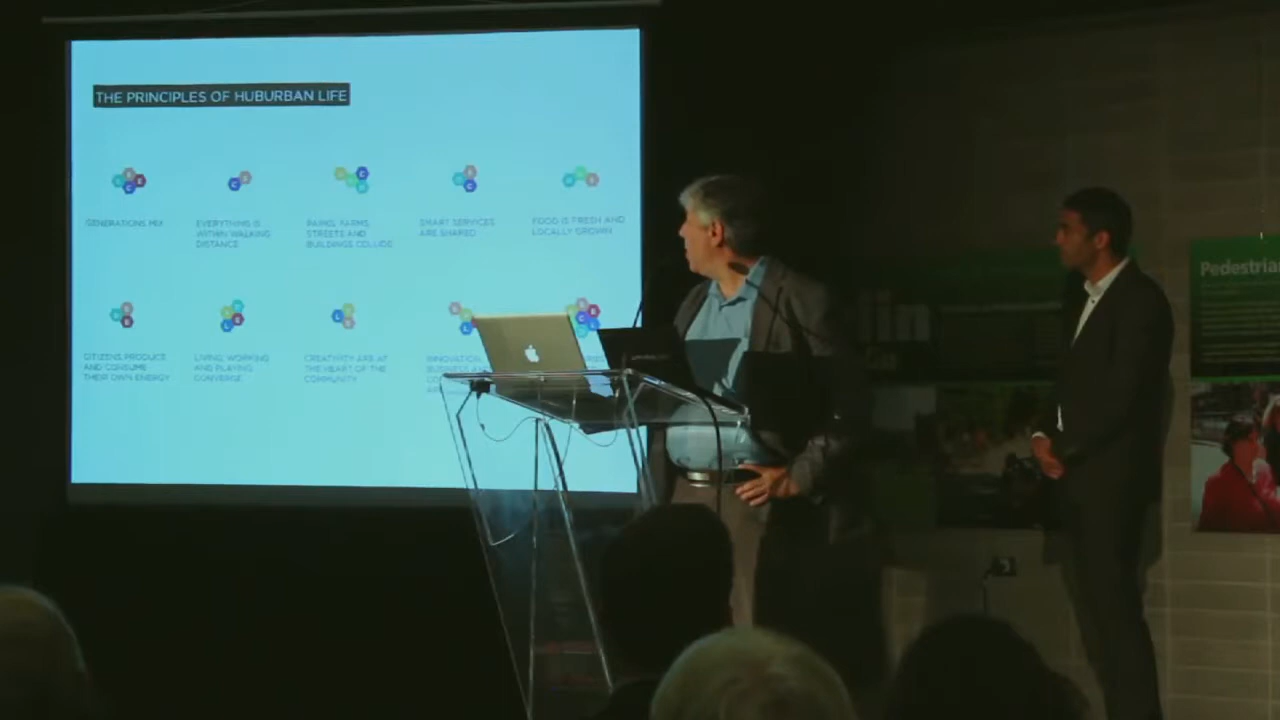 THE PRINCIPLES OF HUBURBAN LIFE
GENERATIONS MIX
EVERYTHING IS
WITHIN WALKING
DISTANCE
PARKS, FARMS,
STREETS AND
BUILDINGS COLLIDE
SMART SERVICES
ARE SHARED
FOOD IS FRESH AND
LOCALLY GROWN
CITIZENS PRODUCE
AND CONSUME
THEIR OWN ENERGY
LIVING, WORKING
AND PLAYING
CONVERGE
CREATIVITY ARE AT
THE HEART OF THE
COMMUNITY
INNOVATION,
BUSINESS
Pedestrian